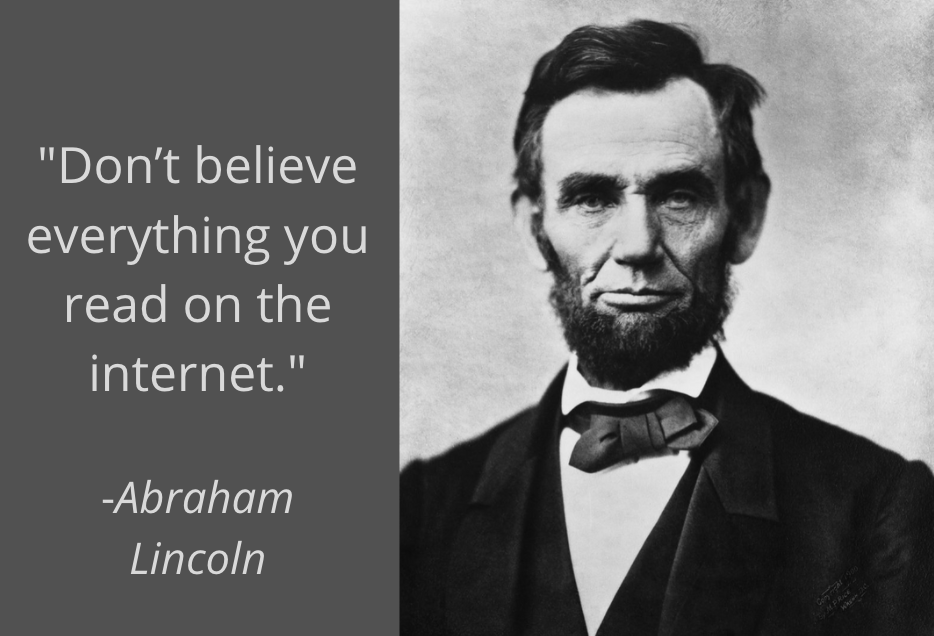 "Don’t believe
everything you
read on the
internet."
-Abraham
Lincoln